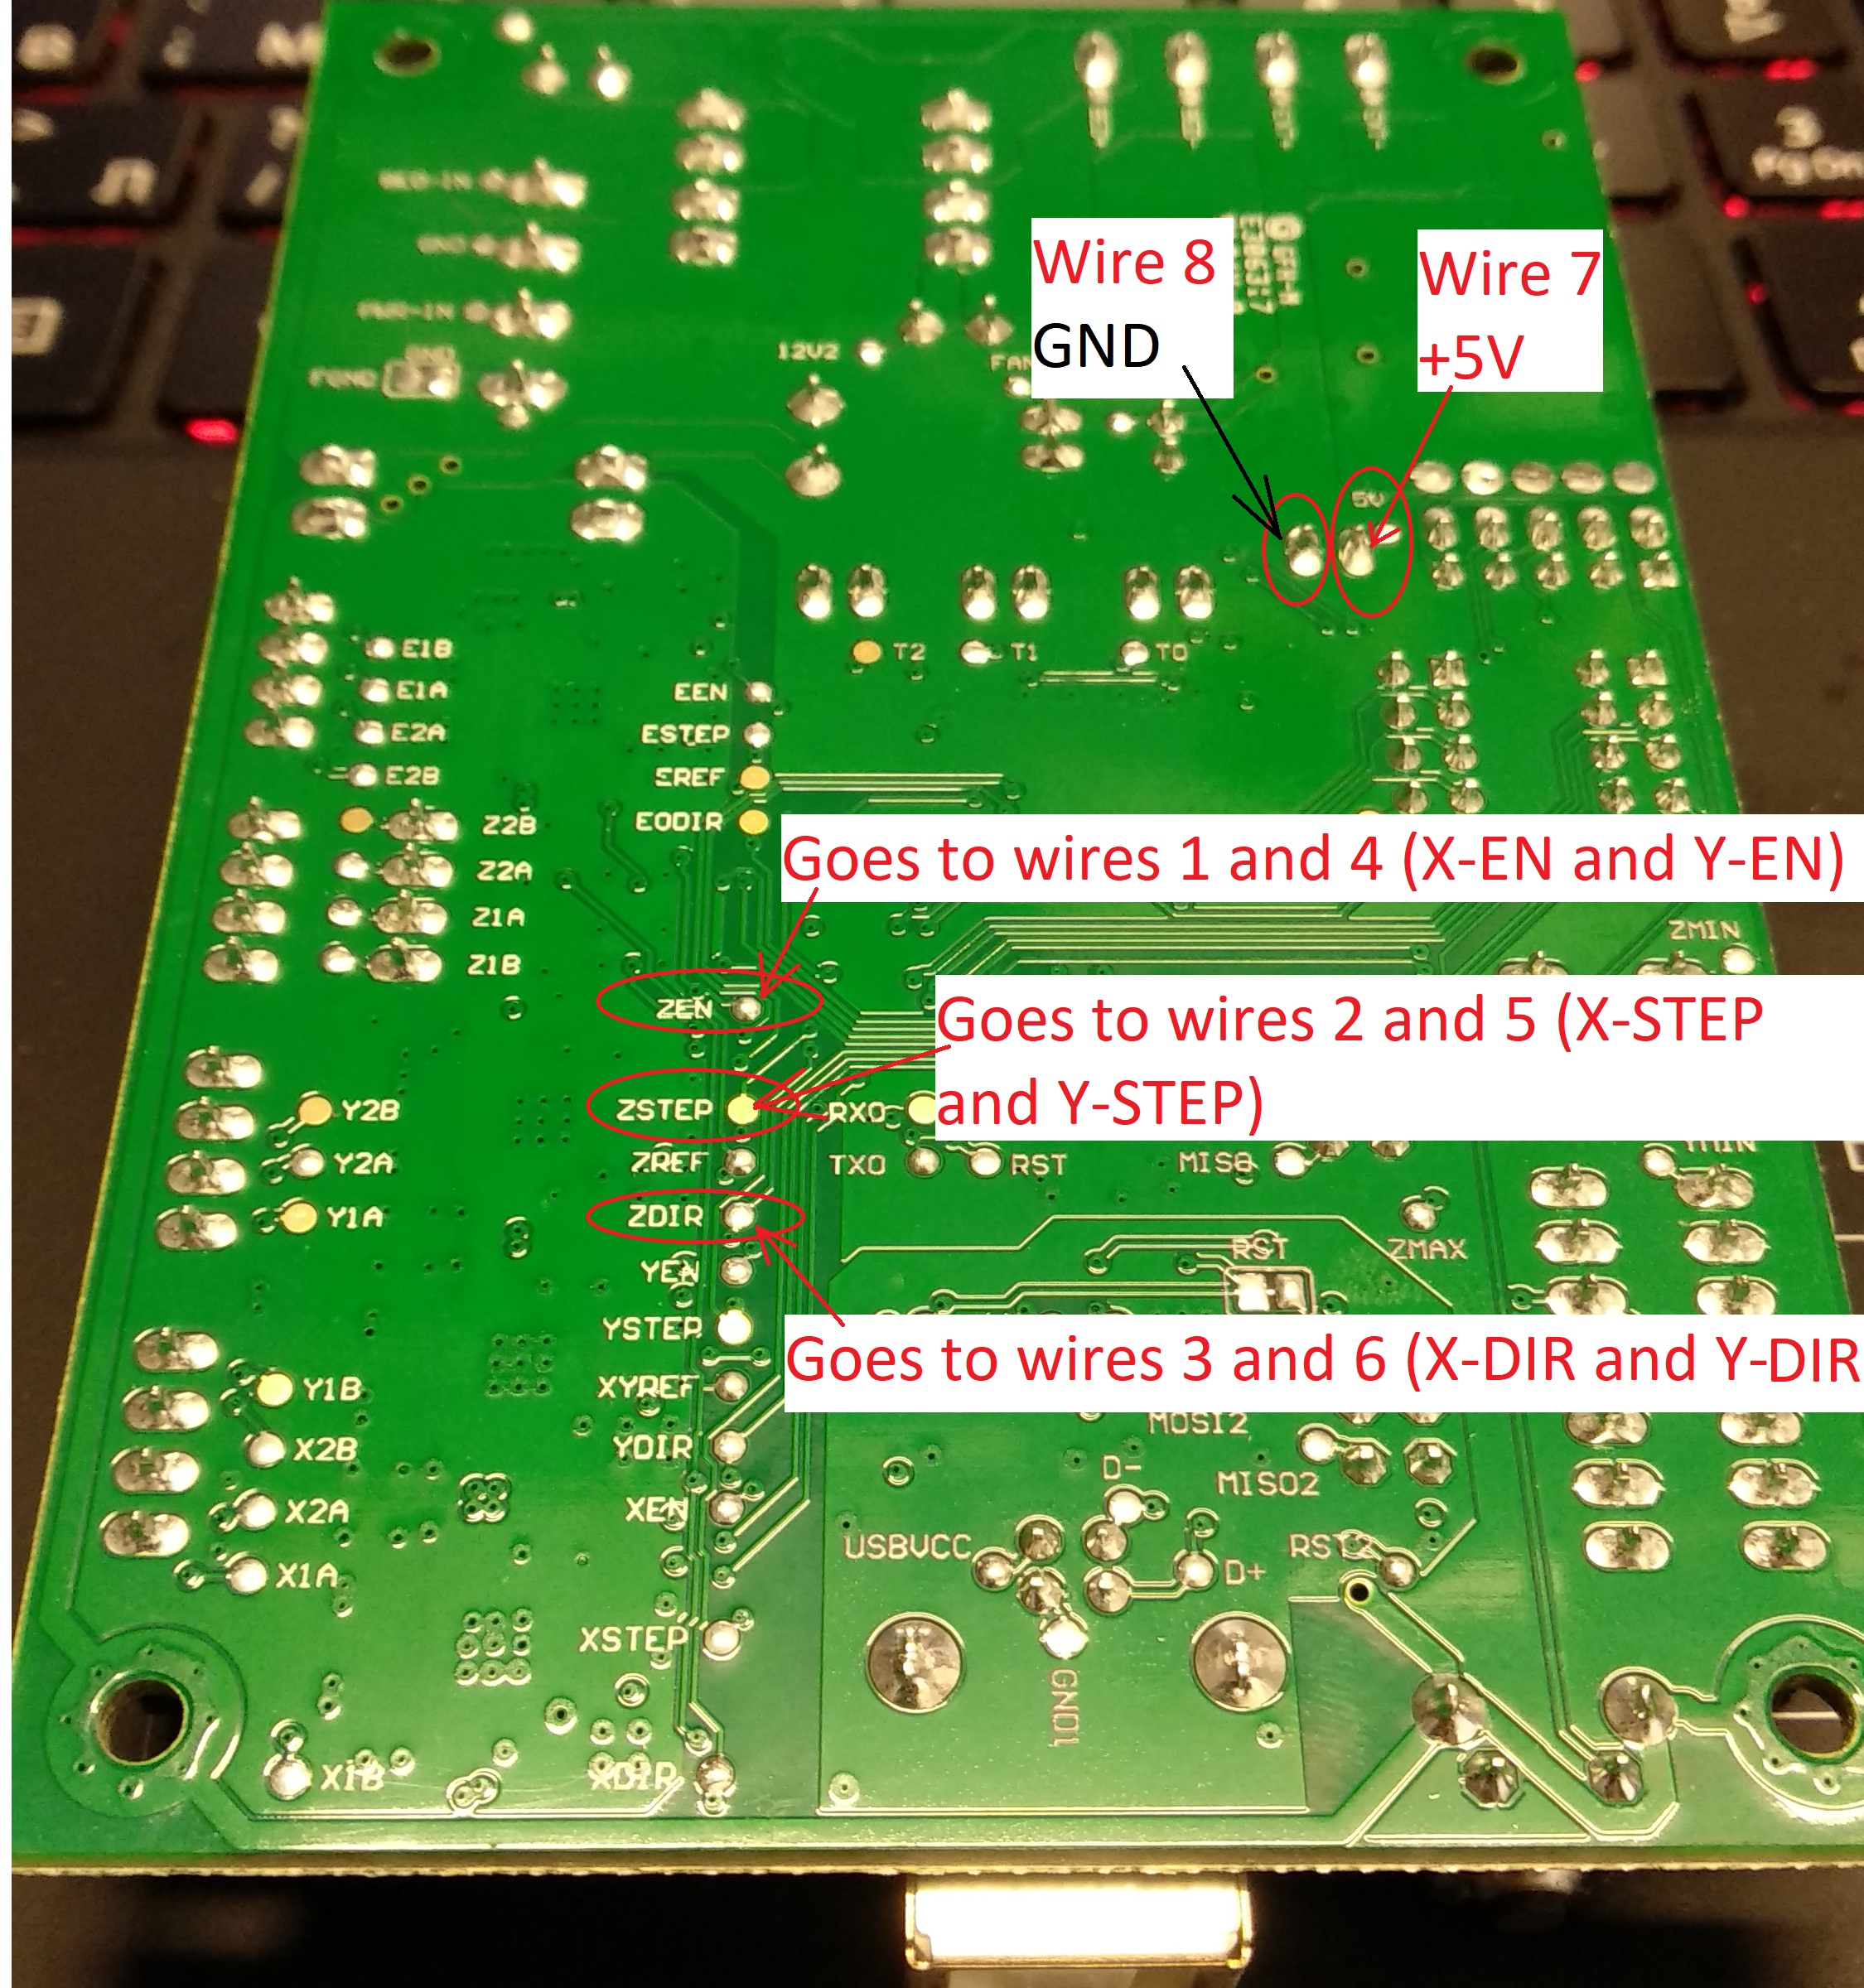 Wire 8
GND
Wire 7
+5V
GND
PWR-IN
12V2
5V
E1B
E1A
E2A
E2B
T2
T1
T0
EEN
ESTEP
EREF
EODIR
Z2B
Z2A
Z1A
Z1B
Goes to wires 1 and 4 (X-EN and Y-EN)
ZMIN
ZEN
Goes to wires 2 and 5 (X-STEP
and Y-STEP)
Y2B
ZSTEP
RXO
Y2A
ZREF
TXO
RST
Y1A
ZDIR
RST
ZMAX
YEN
YSTEP
Goes to wires 3 and 6 (X-DIR and Y-DIR
Y1B
XYREF
MOSI2
X2B
YDIR
D-
MISO2
X2A
XEN
USBVCC
X1A
D+
XSTEP
GND1
X1B
XDIR